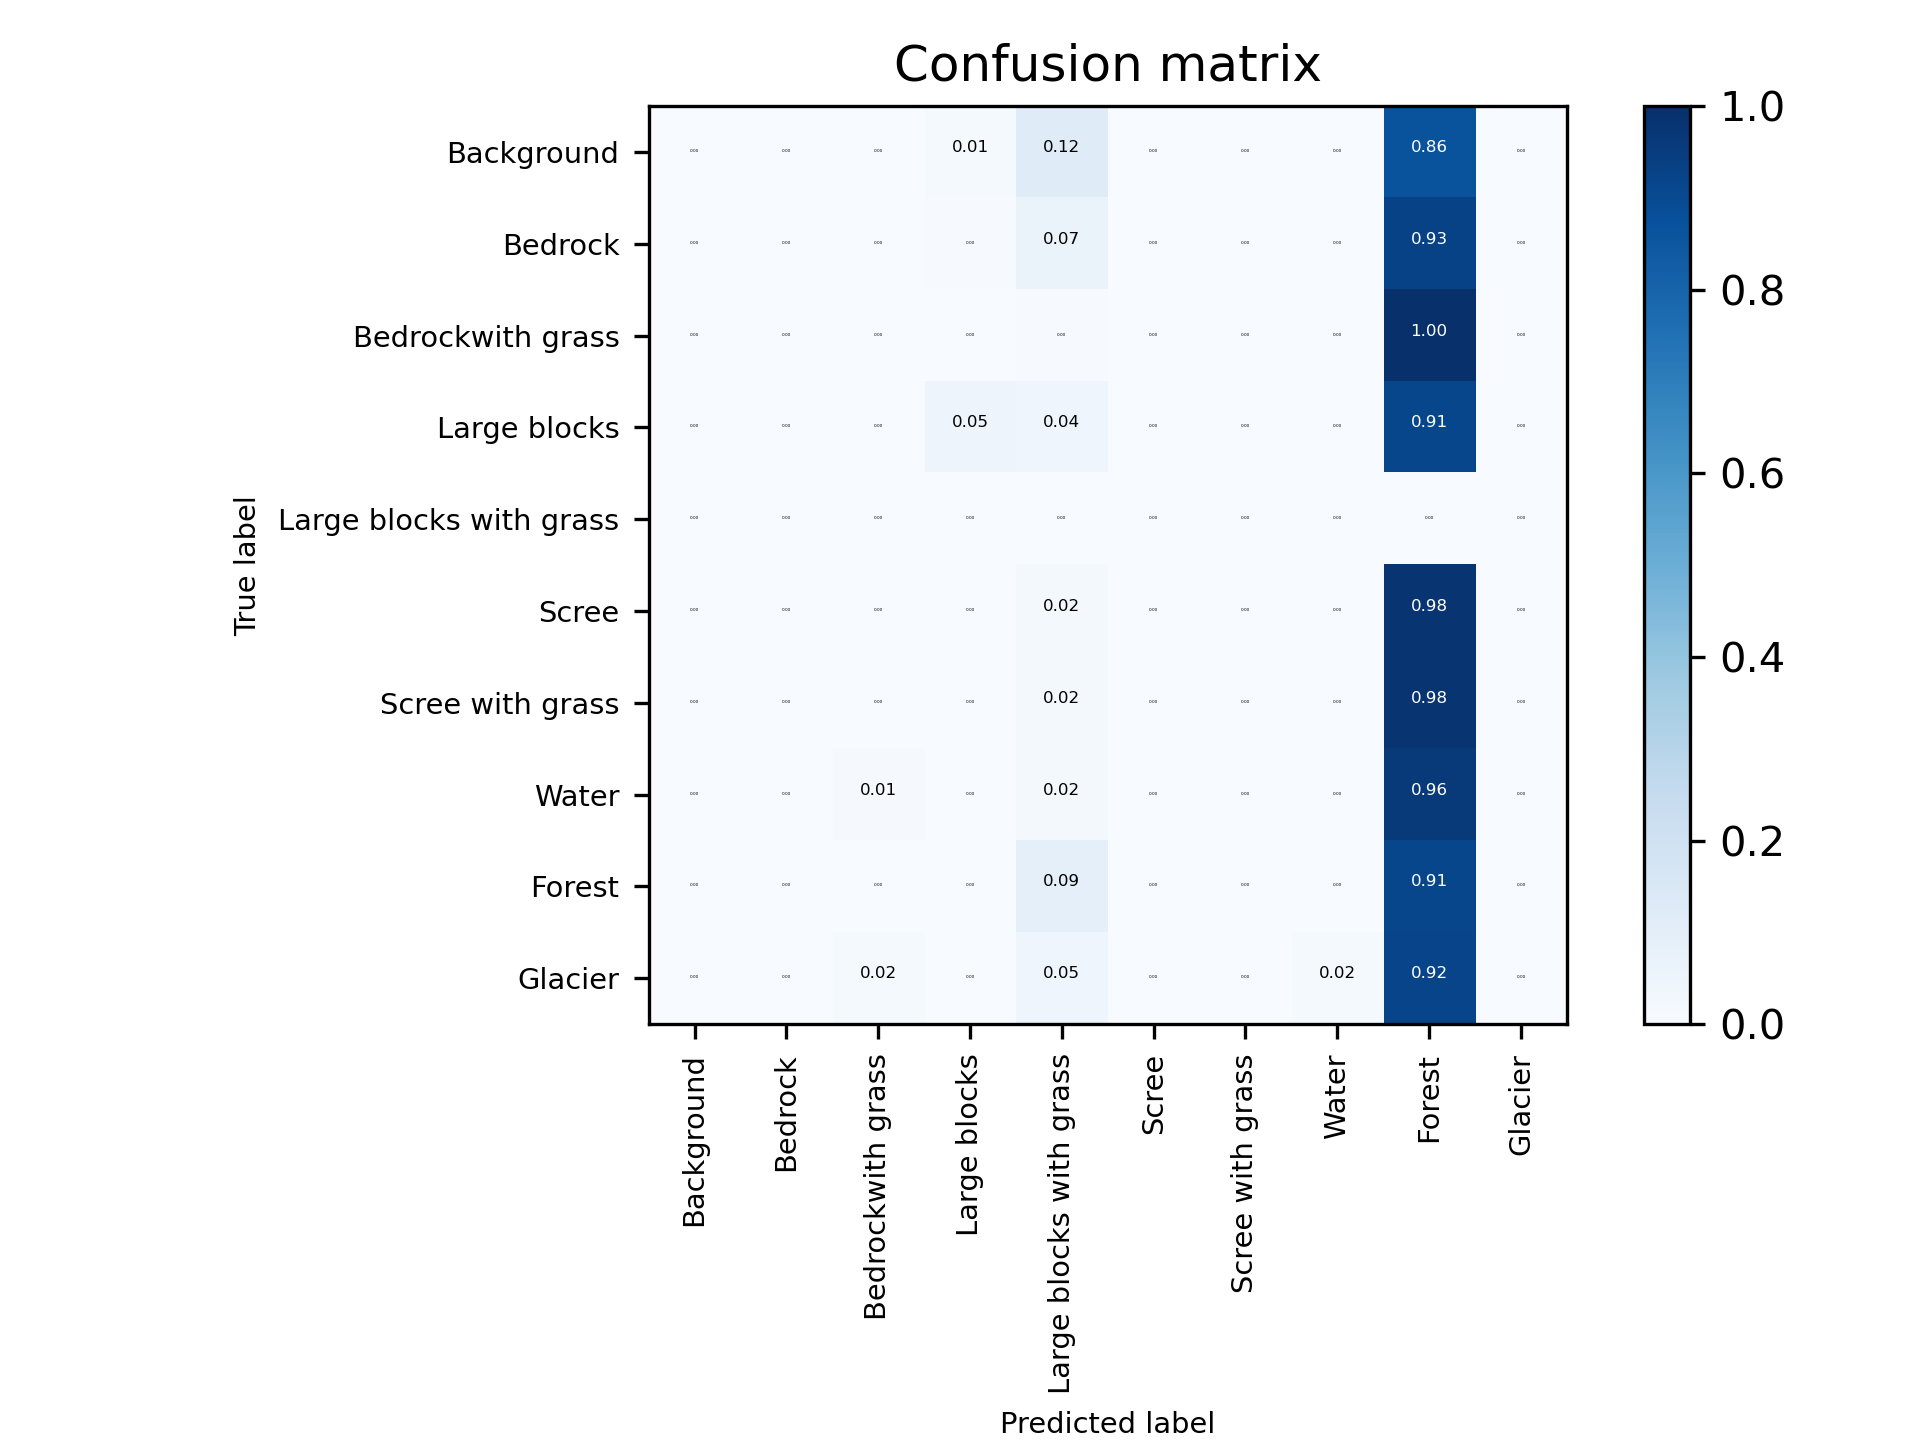 Confusion matrix
Background 0.01 0.12 0.86
Bedrock 0.07 0.93
Bedrockwith grass 1.00
Large blocks 0.05 0.04 0.91
Large blocks with grass
Scree 0.02 0.98
Scree with grass 0.02 0.98
Water 0.01 0.02 0.96
Forest 0.09 0.91
Glacier 0.02 0.05 0.02 0.92
True label
Background
Bedrock
Bedrockwith grass
Large blocks
Large blocks with grass
Scree
Scree with grass
Water
Forest
Glacier
Predicted label
1.0
0.8
0.6
0.4
0.2
0.0